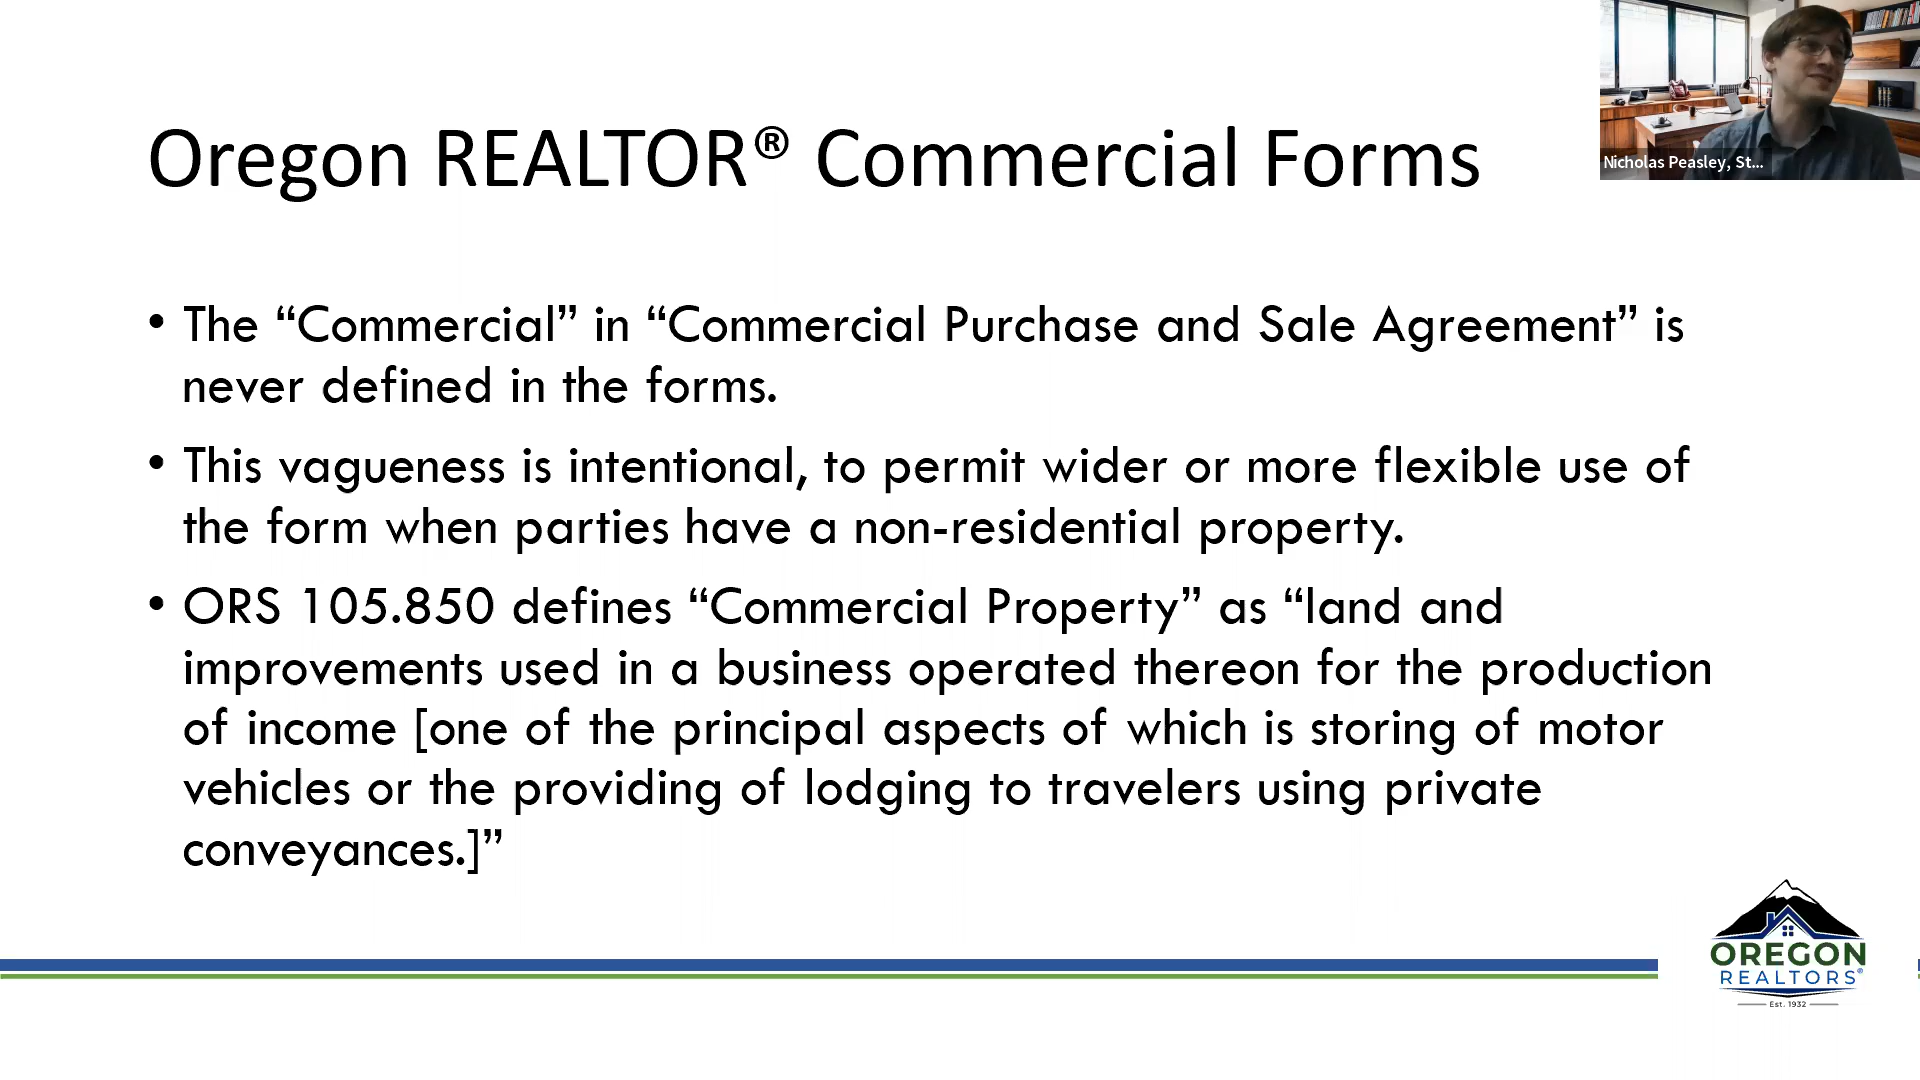 Oregon REALTOR® Commercial Forms
Nicholas Peasley, St...
• The “Commercial” in “Commercial Purchase and Sale Agreement” is
never defined in the forms.
• This vagueness is intentional, to permit wider or more flexible use of
the form when parties have a non-residential property.
• ORS 105.850 defines “Commercial Property” as “land and
improvements used in a business operated thereon for the production
of income [one of the principal aspects of which is storing of motor
vehicles or the providing of lodging to travelers using private
conveyances.]”
OREGON
REALTORS®
Est. 1932